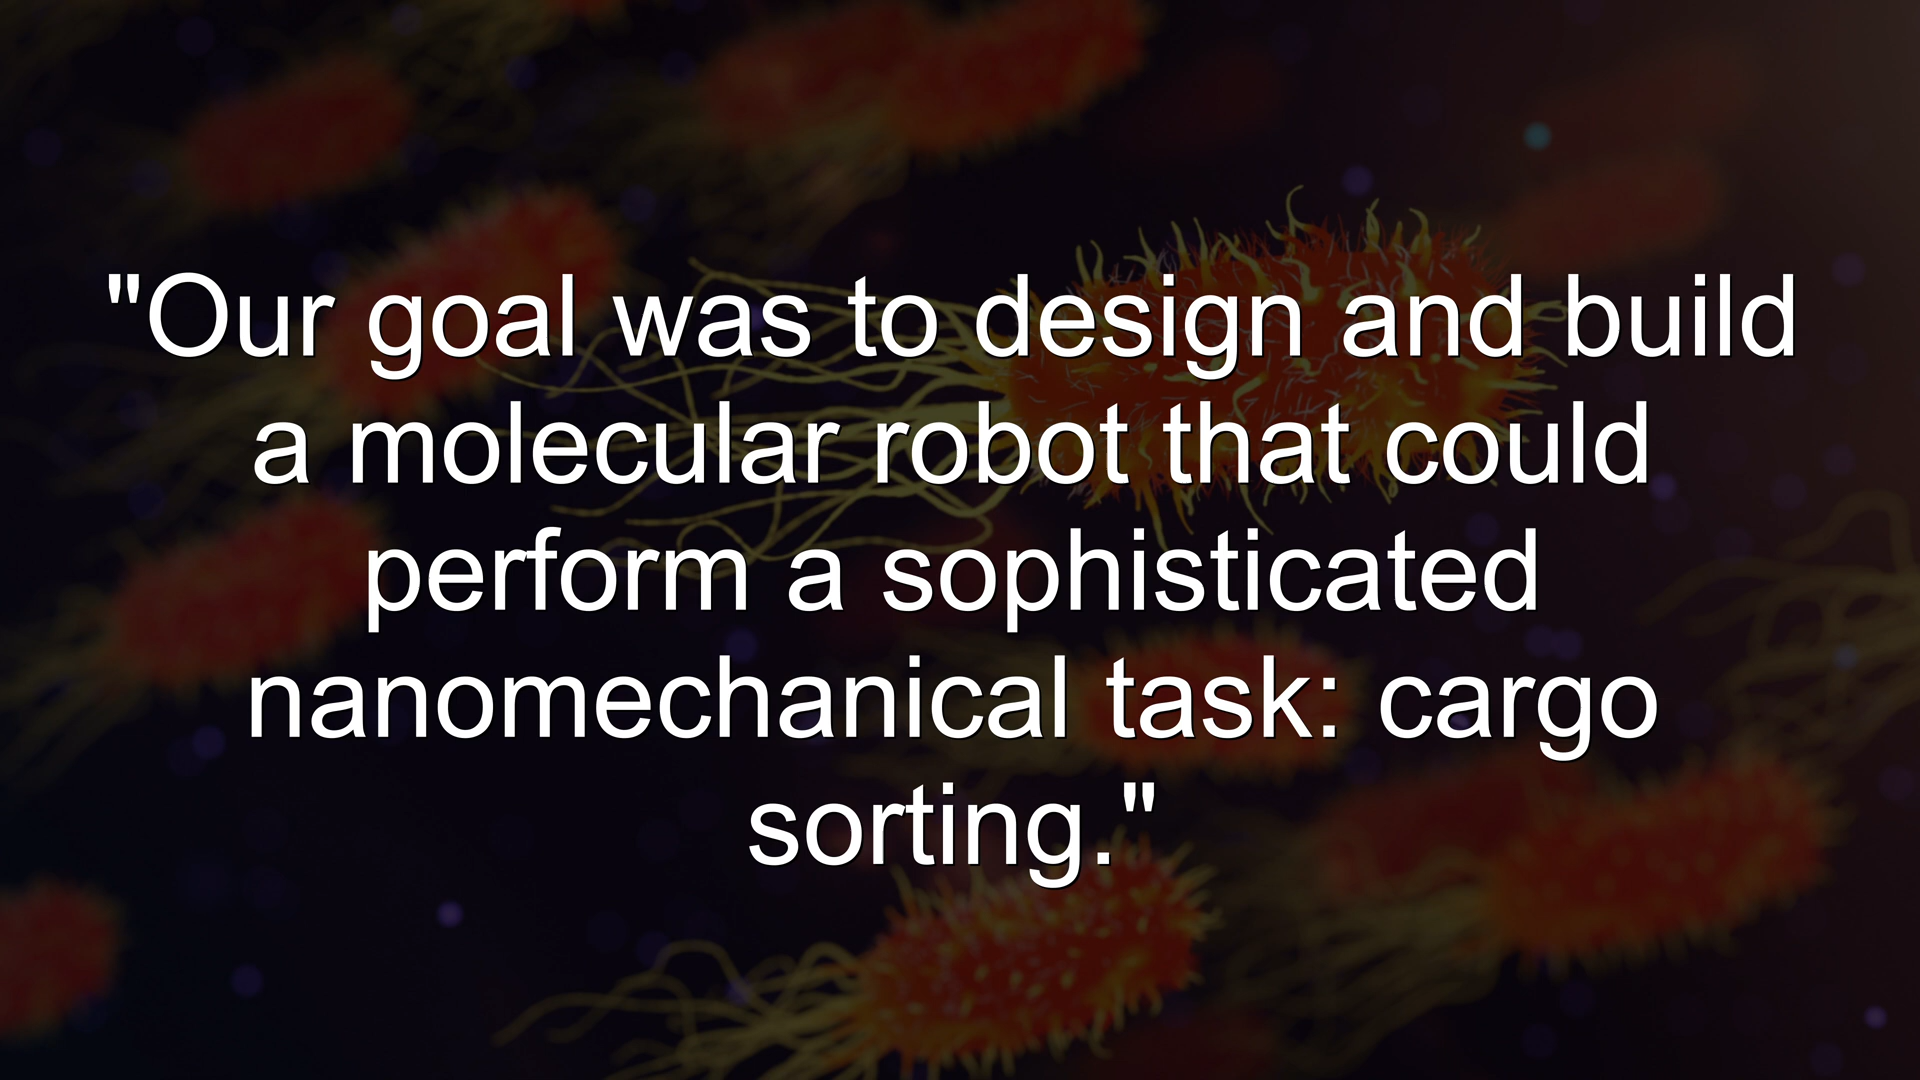 "Our goal was to design and build
a molecular robot that could
perform a sophisticated
nanomechanical task: cargo
sorting."